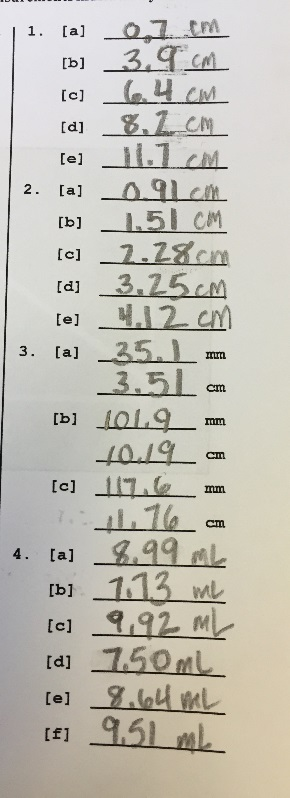 1. [a] 0.7 cm
[b] 3.9 cm
[c] 6.4 cm
[d] 8.2 cm
[e] 11.7 cm
2. [a] 0.91 cm
[b] 1.51 cm
[c] 2.28 cm
[d] 3.25 cm
[e] 4.12 cm
3. [a] 35.1 mm
3.51 cm
[b] 101.9 mm
10.19 cm
[c] 117.6 mm
11.76 cm
4. [a] 8.99 mL
[b] 7.73 mL
[c] 9.92 mL
[d] 7.50 mL
[e] 8.64 mL
[f] 9.51 mL